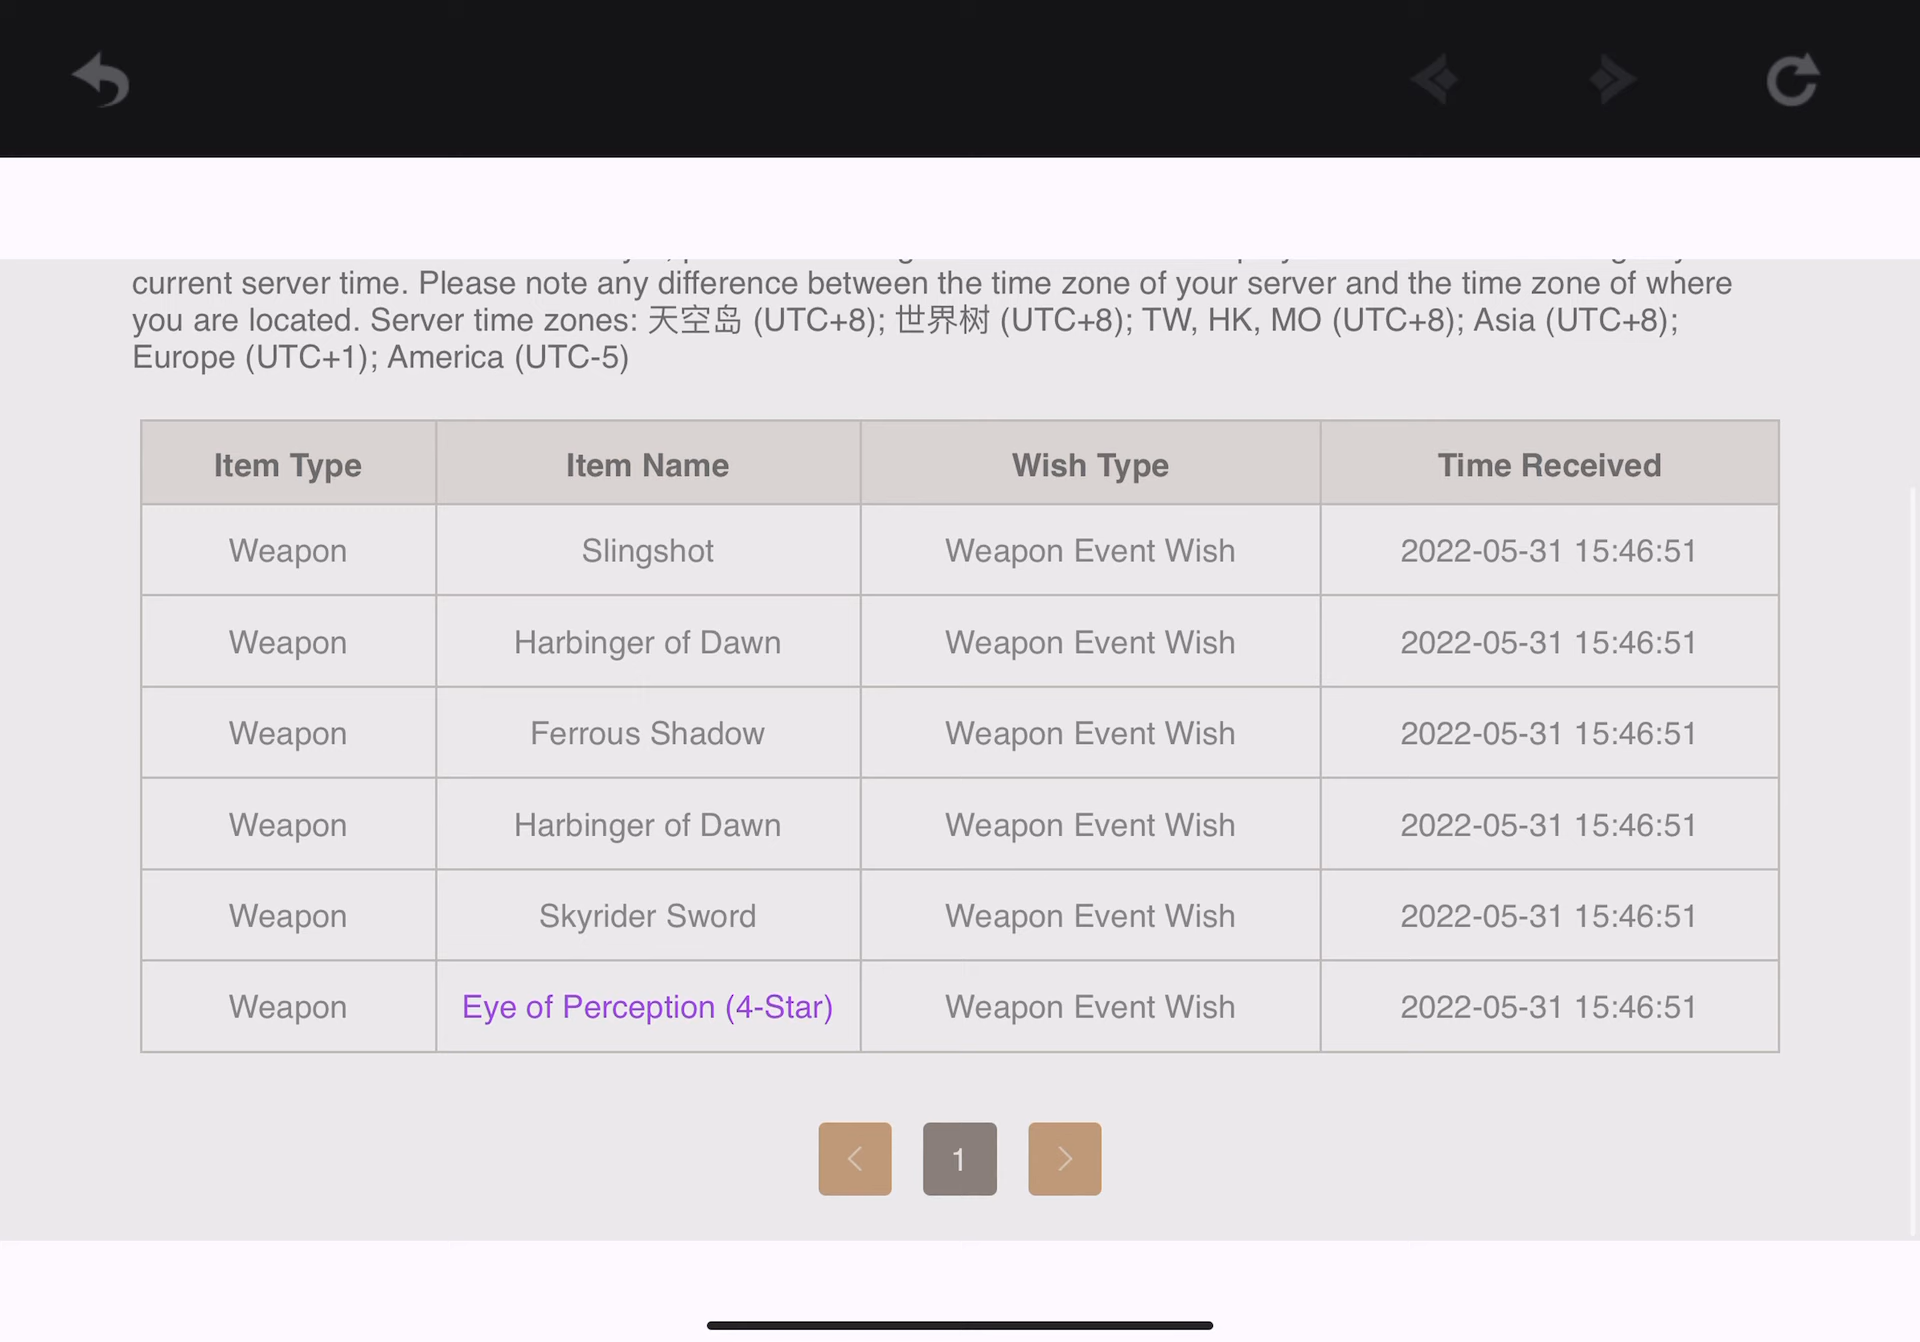 current server time. Please note any difference between the time zone of your server and the time zone of where
you are located. Server time zones: 天空岛 (UTC+8); 世界树 (UTC+8); TW, HK, MO (UTC+8); Asia (UTC+8);
Europe (UTC+1); America (UTC-5)
Item Type Item Name Wish Type Time Received
Weapon Slingshot Weapon Event Wish 2022-05-31 15:46:51
Weapon Harbinger of Dawn Weapon Event Wish 2022-05-31 15:46:51
Weapon Ferrous Shadow Weapon Event Wish 2022-05-31 15:46:51
Weapon Harbinger of Dawn Weapon Event Wish 2022-05-31 15:46:51
Weapon Skyrider Sword Weapon Event Wish 2022-05-31 15:46:51
Weapon Eye of Perception (4-Star) Weapon Event Wish 2022-05-31 15:46:51
1